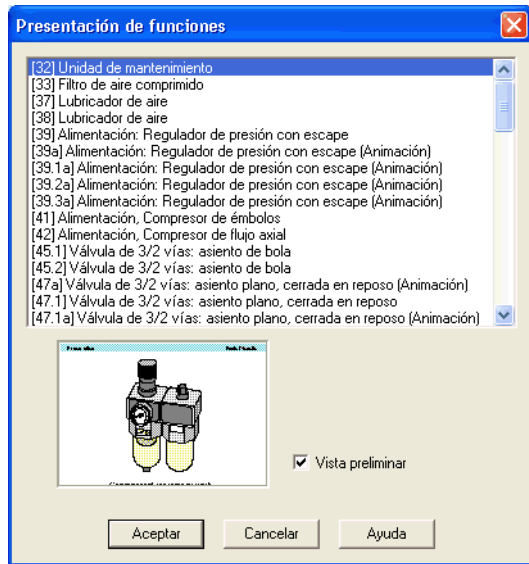 Presentación de funciones
[32] Unidad de mantenimiento
[33] Filtro de aire comprimido
[37] Lubricador de aire
[38] Lubricador de aire
[39] Alimentación: Regulador de presión con escape
[39a] Alimentación: Regulador de presión con escape (Animación)
[39.1a] Alimentación: Regulador de presión con escape (Animación)
[39.2a] Alimentación: Regulador de presión con escape (Animación)
[39.3a] Alimentación: Regulador de presión con escape (Animación)
[41] Alimentación, Compresor de émbolos
[42] Alimentación, Compresor de flujo axial
[45.1] Válvula de 3/2 vías: asiento de bola
[45.2] Válvula de 3/2 vías: asiento de bola
[47a] Válvula de 3/2 vías: asiento plano, cerrada en reposo (Animación)
[47.1] Válvula de 3/2 vías: asiento plano, cerrada en reposo
[47.1a] Válvula de 3/2 vías: asiento plano, cerrada en reposo (Animación)
Vista preliminar
Aceptar
Cancelar
Ayuda